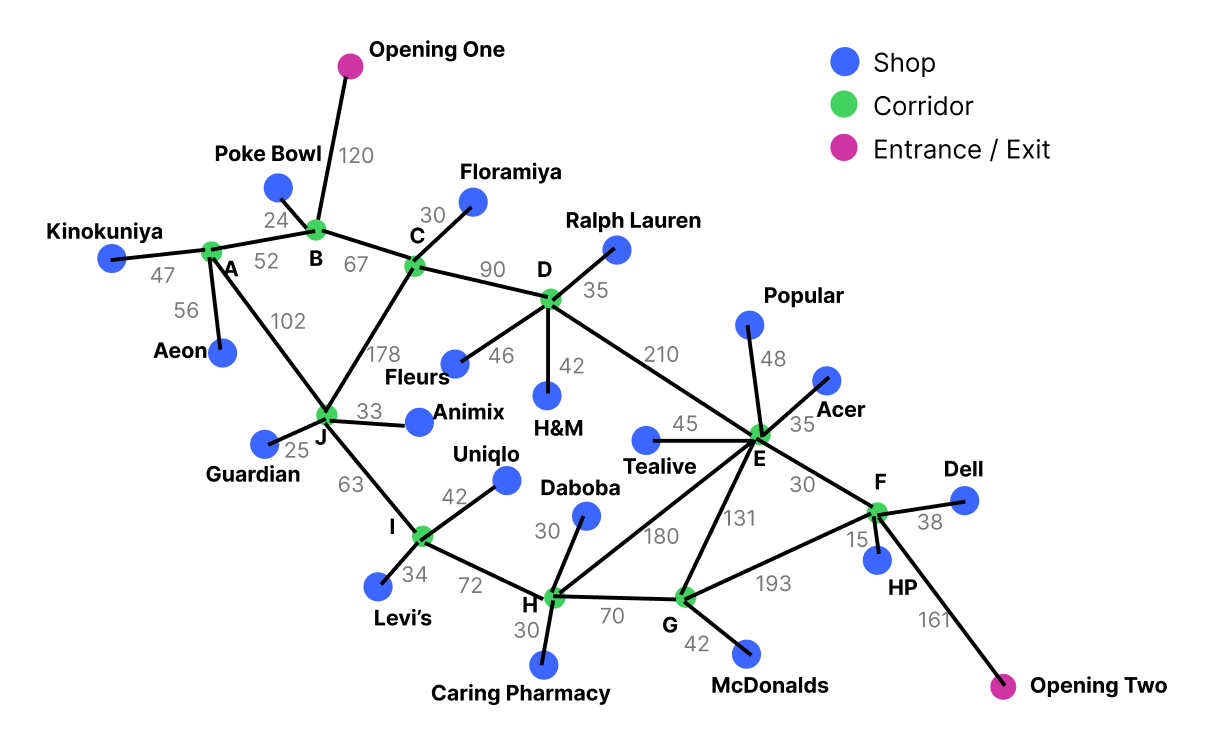 Opening One
Shop
Corridor
Entrance / Exit
120
Poke Bowl
Floramiya
24
30
Ralph Lauren
Kinokuniya
C
A
52
B
67
47
90
D
35
56
102
Popular
Aeon
178
Fleurs
46
42
210
48
Acer
33
Animix
H&M
45
35
J
25
Guardian
Uniqlo
Tealive
E
63
42
Daboba
30
F
Dell
I
30
131
38
180
15
34
72
193
HP
Levi's
H
30
70
G
42
161
Caring Pharmacy
McDonalds
Opening Two